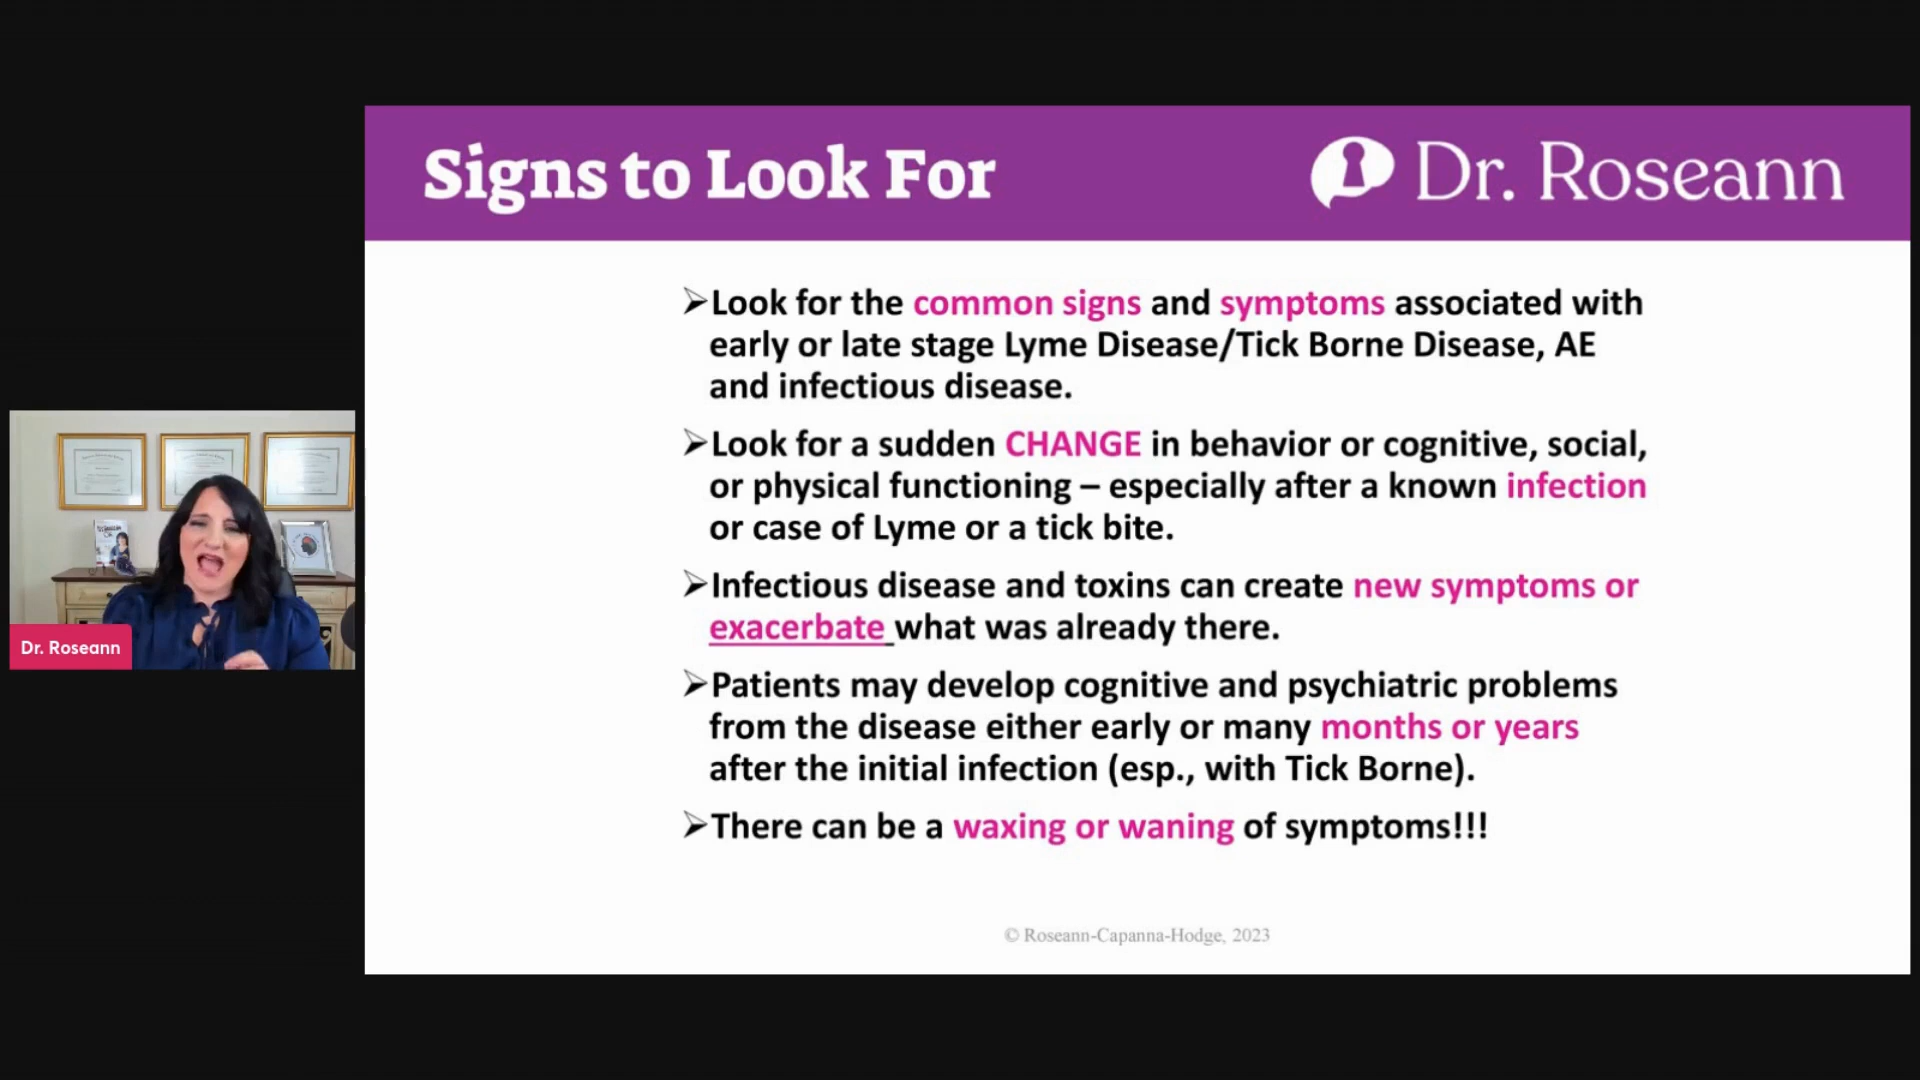 Signs to Look For
Dr. Roseann
➢Look for the common signs and symptoms associated with
early or late stage Lyme Disease/Tick Borne Disease, AE
and infectious disease.
➢Look for a sudden CHANGE in behavior or cognitive, social,
or physical functioning – especially after a known infection
or case of Lyme or a tick bite.
➢Infectious disease and toxins can create new symptoms or
exacerbate what was already there.
➢Patients may develop cognitive and psychiatric problems
from the disease either early or many months or years
after the initial infection (esp., with Tick Borne).
➢There can be a waxing or waning of symptoms!!!
© Roseann-Capanna-Hodge, 2023
Dr. Roseann